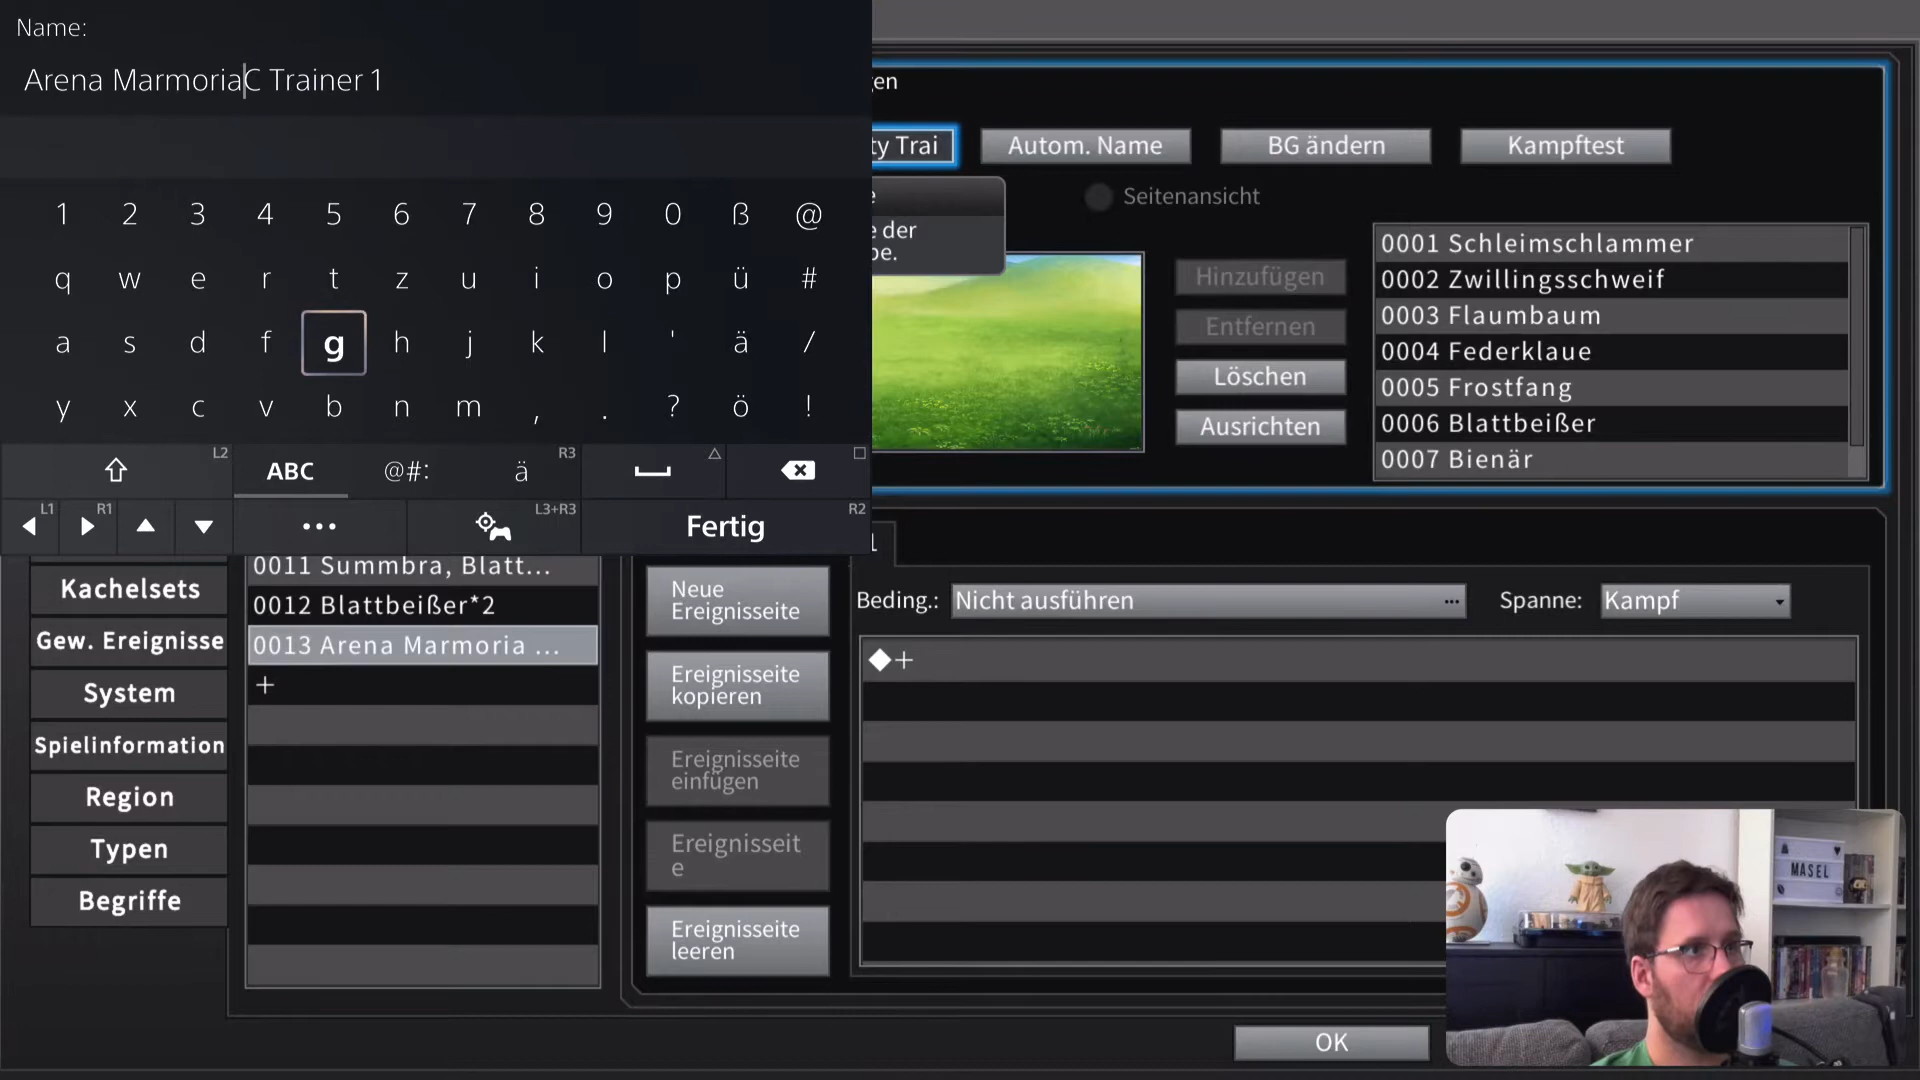 Name:
Arena MarmoriaC Trainer 1
1 2 3 4 5 6 7 8 9 0 ß @
q w e r t z u i o p ü #
a s d f g h j k l ' ä /
y x c v b n m , . ? ö !
L2
ABC
@#:
ä
R3
L1
R1
...
L3+R3
Fertig
R2
en
ty Trai
Autom. Name
BG ändern
Kampftest
Seitenansicht
e
e der
be.
Hinzufügen
Entfernen
Löschen
Ausrichten
0001 Schleimschlammer
0002 Zwillingsschweif
0003 Flaumbaum
0004 Federklaue
0005 Frostfang
0006 Blattbeißer
0007 Bienär
Kachelsets
Gew. Ereignisse
System
Spielinformation
Region
Typen
Begriffe
0011 Summbra, Blatt...
0012 Blattbeißer*2
0013 Arena Marmoria ...
+
Neue
Ereignisseite
Ereignisseite
kopieren
Ereignisseite
einfügen
Ereignisseit
e
Ereignisseite
leeren
1
Beding.: Nicht ausführen ...
Spanne: Kampf
◆+
OK
MASEL